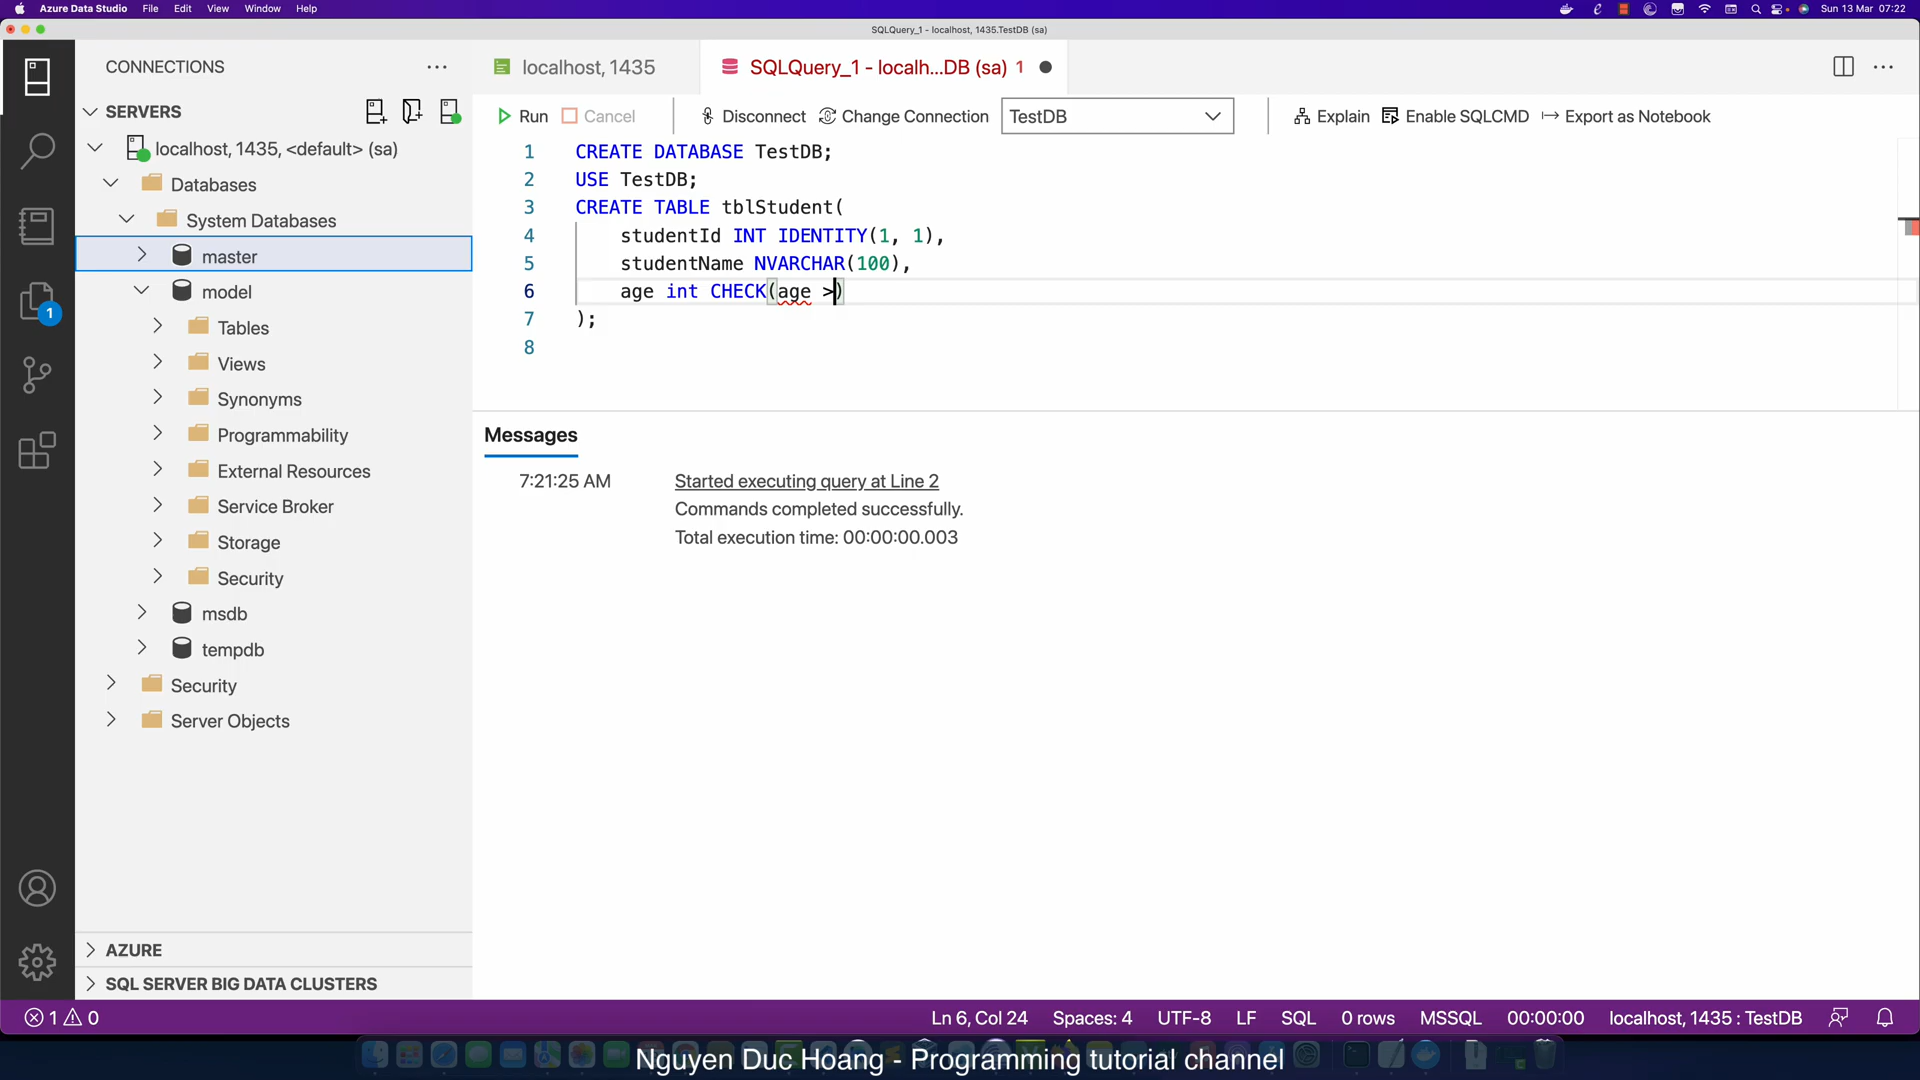 Azure Data Studio File Edit View Window Help
Sun 13 Mar 07:22
SQLQuery_1 - localhost, 1435.TestDB (sa)
CONNECTIONS
localhost, 1435
SQLQuery_1 - localh...DB (sa) 1
SERVERS
Run Cancel Disconnect Change Connection TestDB Explain Enable SQLCMD Export as Notebook
localhost, 1435, <default> (sa)
Databases
System Databases
master
model
Tables
Views
Synonyms
Programmability
External Resources
Service Broker
Storage
Security
msdb
tempdb
Security
Server Objects
AZURE
SQL SERVER BIG DATA CLUSTERS
1
1 CREATE DATABASE TestDB;
2 USE TestDB;
3 CREATE TABLE tblStudent(
4 studentId INT IDENTITY(1, 1),
5 studentName NVARCHAR(100),
6 age int CHECK(age >)
7 );
8
Messages
7:21:25 AM Started executing query at Line 2
Commands completed successfully.
Total execution time: 00:00:00.003
1 0
Ln 6, Col 24 Spaces: 4 UTF-8 LF SQL 0 rows MSSQL 00:00:00 localhost, 1435 : TestDB
Nguyen Duc Hoang - Programming tutorial channel